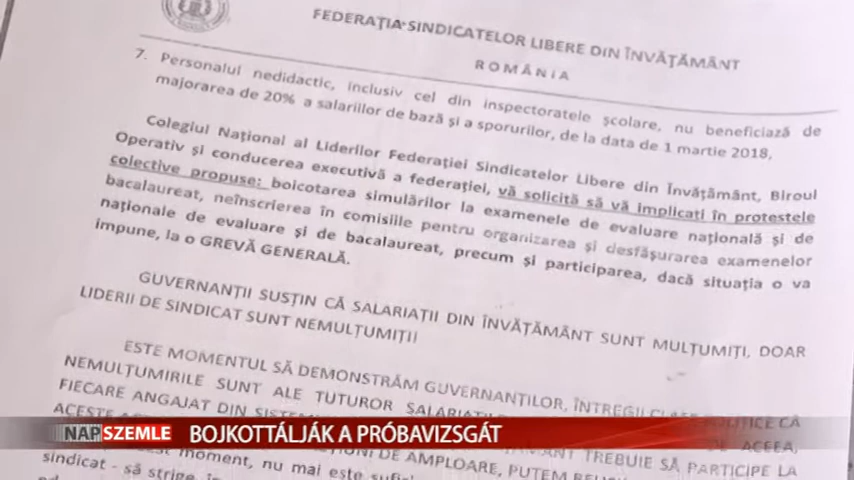 FEDERAȚIA SINDICATELOR LIBERE DIN ÎNVĂȚĂMÂNT
ROMÂNIA
7. Personalul nedidactic, inclusiv cel din inspectoratele școlare, nu beneficiază de
majorarea de 20% a salariilor de bază și a sporurilor, de la data de 1 martie 2018,
Colegiul Național al Liderilor Federației Sindicatelor Libere din Învățământ, Biroul
Operativ și conducerea executivă a federației, vă solicită să vă implicați în protestele
colective propuse: boicotarea simulărilor la examenele de evaluare națională și de
bacalaureat, neînscrierea în comisiile pentru organizarea și desfășurarea examenelor
naționale de evaluare și de bacalaureat, precum și participarea, dacă situația o va
impune, la o GREVĂ GENERALĂ.
GUVERNANȚII SUSȚIN CĂ SALARIAȚII DIN ÎNVĂȚĂMÂNT SUNT MULȚUMIȚI, DOAR
LIDERII DE SINDICAT SUNT NEMULȚUMIȚI!
ESTE MOMENTUL SĂ DEMONSTRĂM GUVERNANȚILOR, ÎNTREGII CLASE POLITICE CĂ
NEMULȚUMIRILE SUNT ALE TUTUROR
FIECARE ANGAJAT DIN
TREBUIE SĂ PARTICIPE LA
DE AMPLOARE, PUTEM
moment, nu mai este
sindicat - să
NAPSZEMLE BOJKOTTÁLJÁK A PRÓBAVIZSGÁT